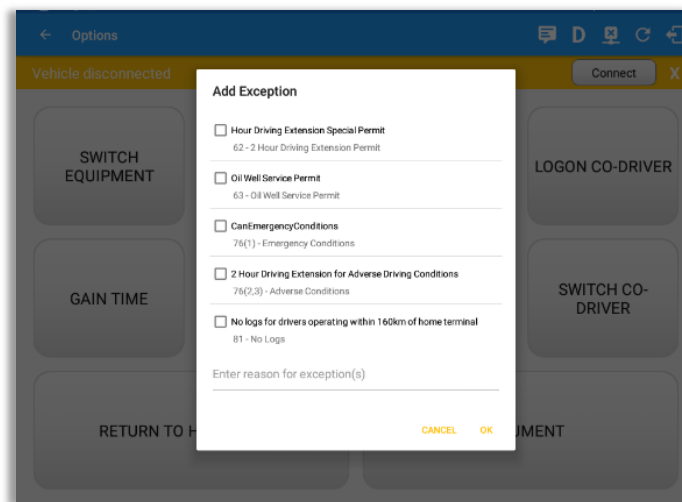 Options
D
Vehicle disconnected
Connect
X
Add Exception
Hour Driving Extension Special Permit
62 - 2 Hour Driving Extension Permit
Oil Well Service Permit
63 - Oil Well Service Permit
CanEmergencyConditions
76(1) - Emergency Conditions
2 Hour Driving Extension for Adverse Driving Conditions
76(2,3) - Adverse Conditions
No logs for drivers operating within 160km of home terminal
81 - No Logs
Enter reason for exception(s)
CANCEL
OK
SWITCH
EQUIPMENT
LOGON CO-DRIVER
GAIN TIME
SWITCH CO-
DRIVER
RETURN TO